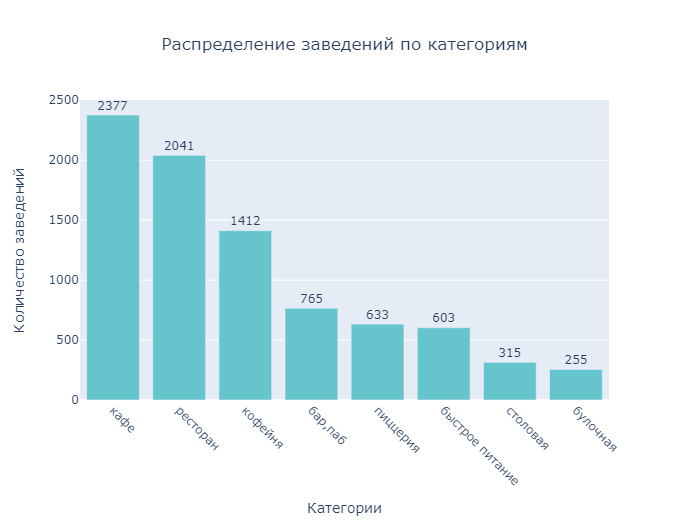 Распределение заведений по категориям
Количество заведений
2500
2000
1500
1000
500
0
2377
2041
1412
765
633
603
315
255
кафе
ресторан
кофейня
бар,паб
пиццерия
быстрое питание
столовая
булочная
Категории